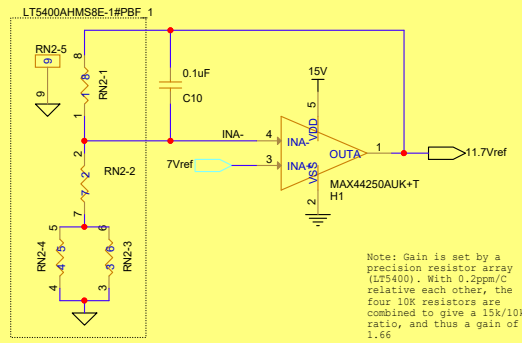 LT5400AHMS8E-1#PBF_1
RN2-5
9
9
8
1 8
RN2-1
1
0.1uF
C10
15V
5
VDD
INA-
4
INA-
7Vref
3
INA+
OUTA
1
11.7Vref
VSS
2
MAX44250AUK+T
H1
2
RN2-2
7 2
7
5
RN2-4
4 5
4
6
RN2-3
3 6
3
Note: Gain is set by a
precision resistor array
(LT5400). With 0.2ppm/C
relative each other, the
four 10K resistors are
combined to give a 15k/10k
ratio, and thus a gain of
1.66